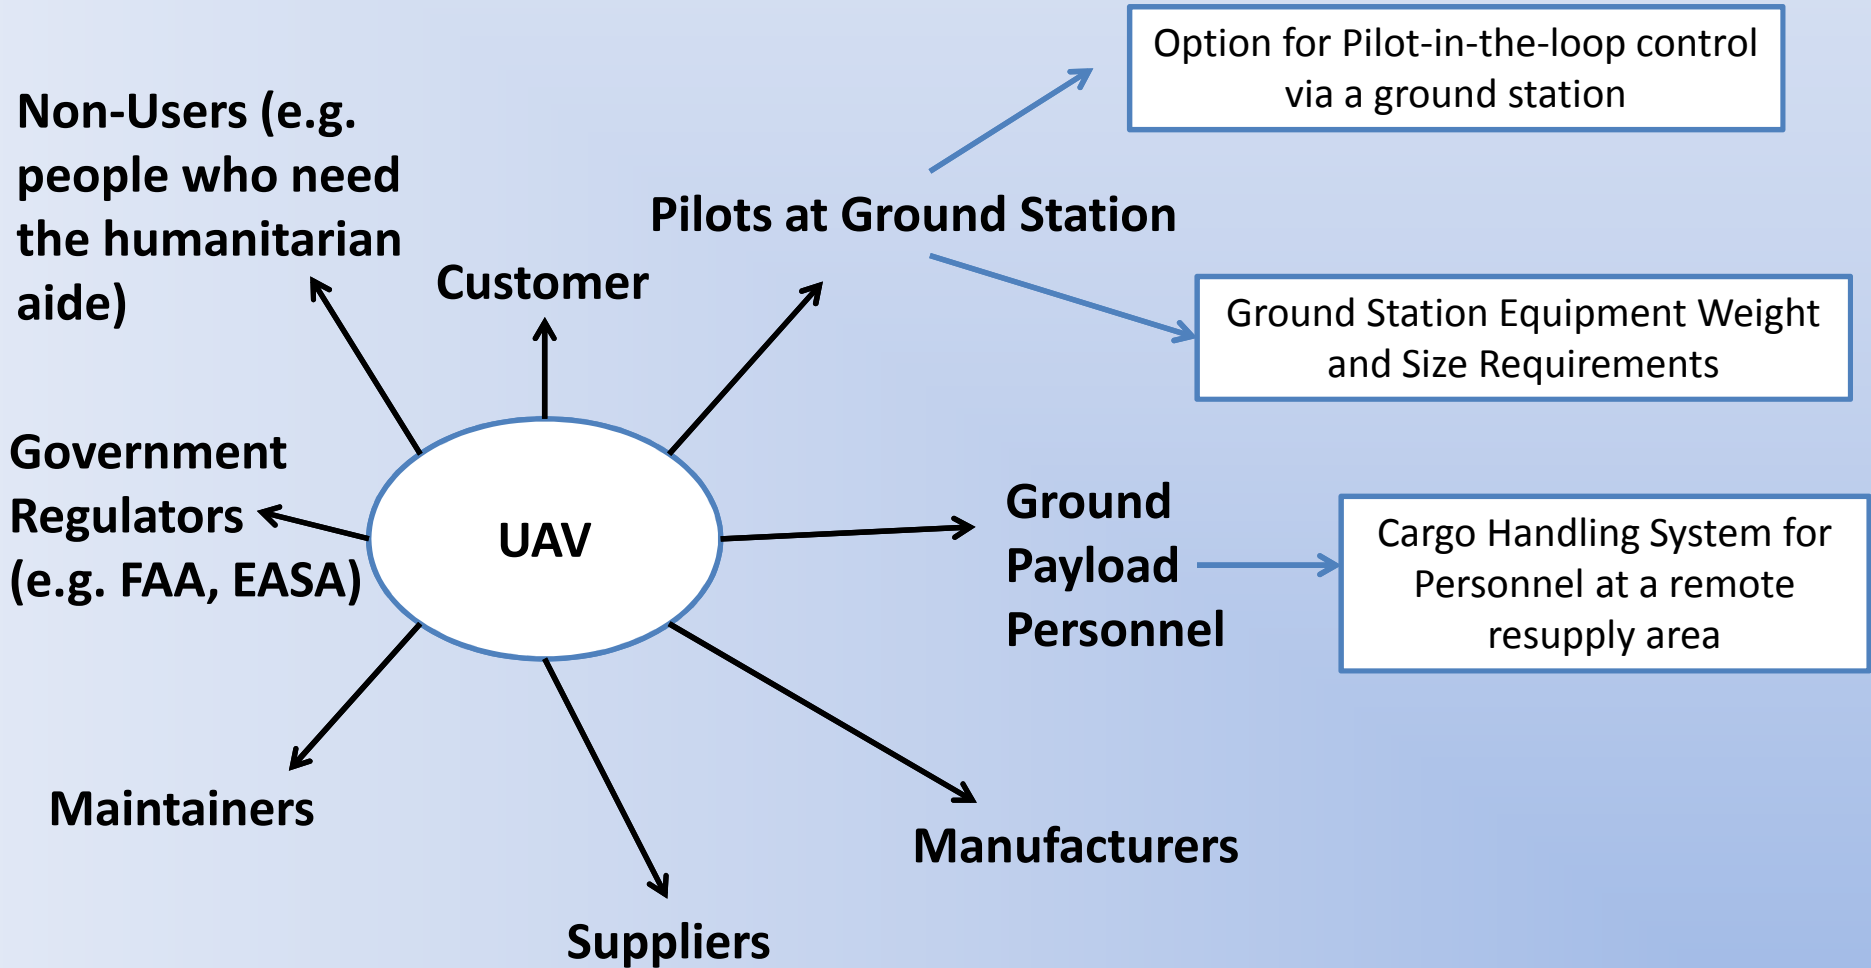 Option for Pilot-in-the-loop control
via a ground station
Non-Users (e.g.
people who need
the humanitarian
aide)
Pilots at Ground Station
Customer
Ground Station Equipment Weight
and Size Requirements
Government
Regulators
(e.g. FAA, EASA)
UAV
Ground
Payload
Personnel
Cargo Handling System for
Personnel at a remote
resupply area
Maintainers
Manufacturers
Suppliers